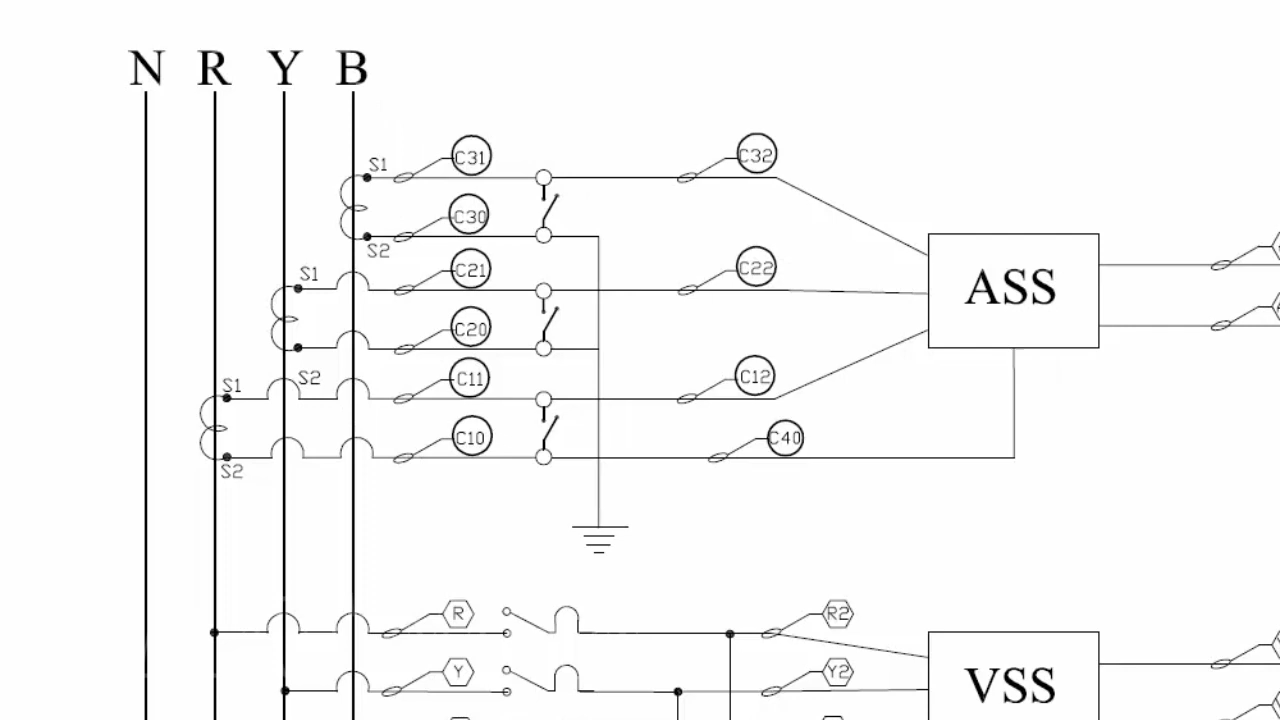 N R Y B
S1 C31 C32
C30
S2
S1 C21 C22
ASS
C20
S1 C11 S2 C12
C10 C40
S2
R R2
Y Y2
VSS